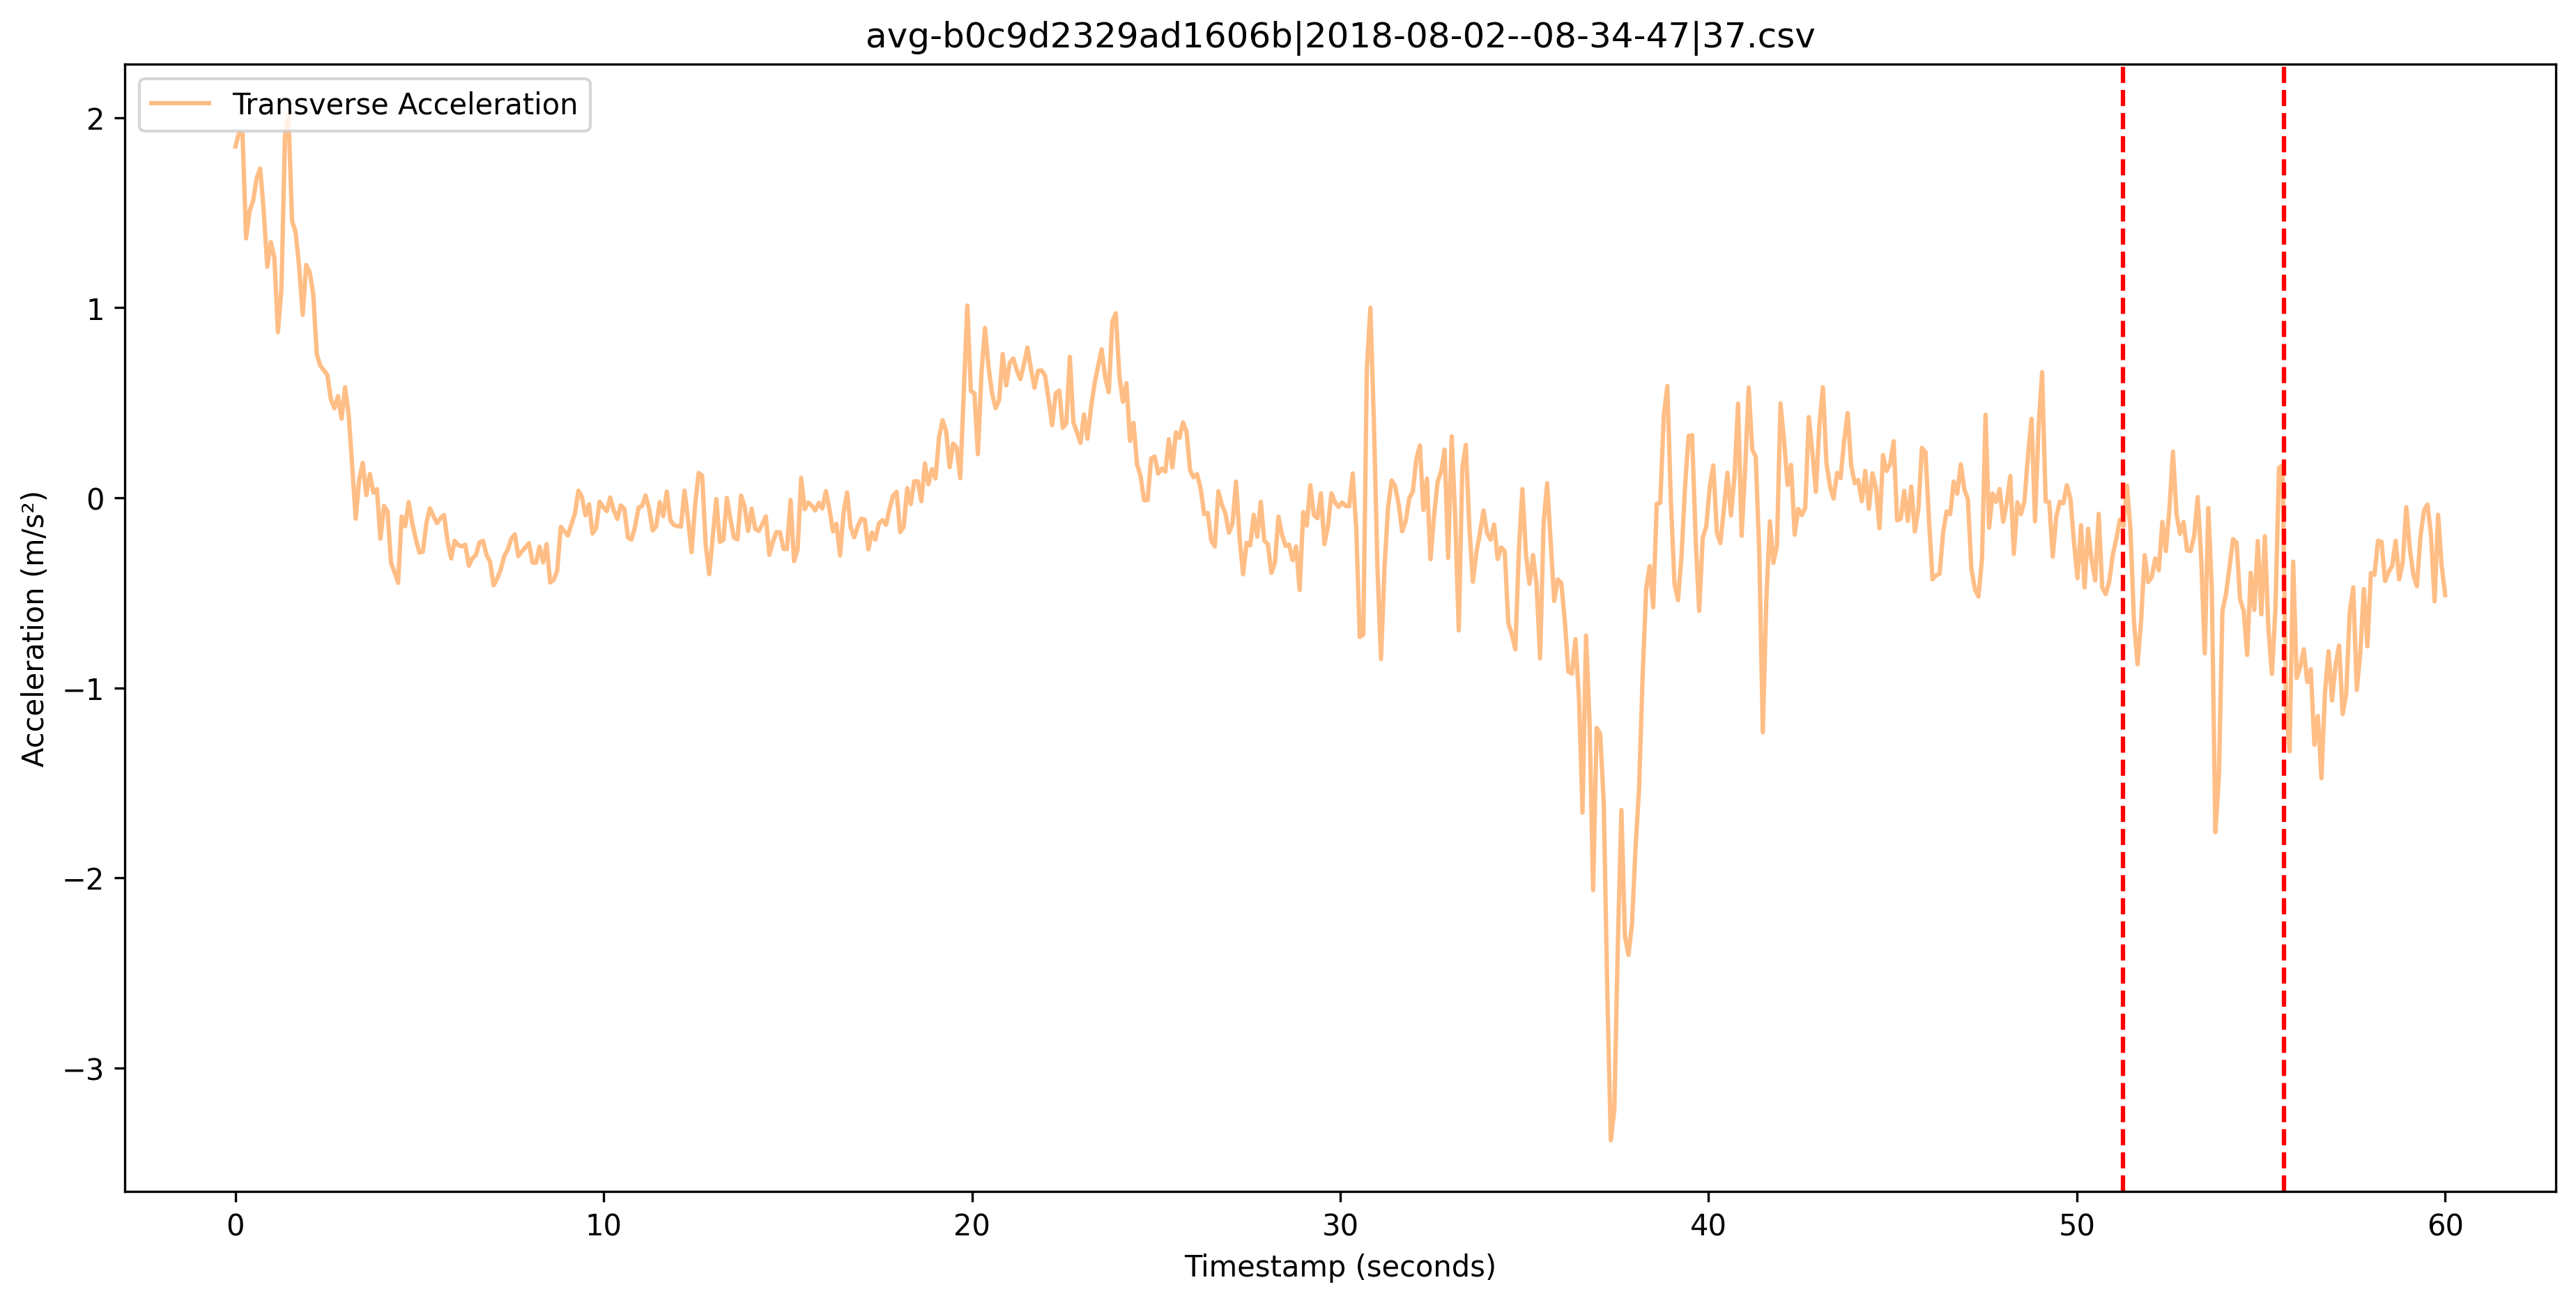 avg-b0c9d2329ad1606b|2018-08-02--08-34-47|37.csv
Transverse Acceleration
Acceleration (m/s²)
2
1
0
−1
−2
−3
0 10 20 30 40 50 60
Timestamp (seconds)